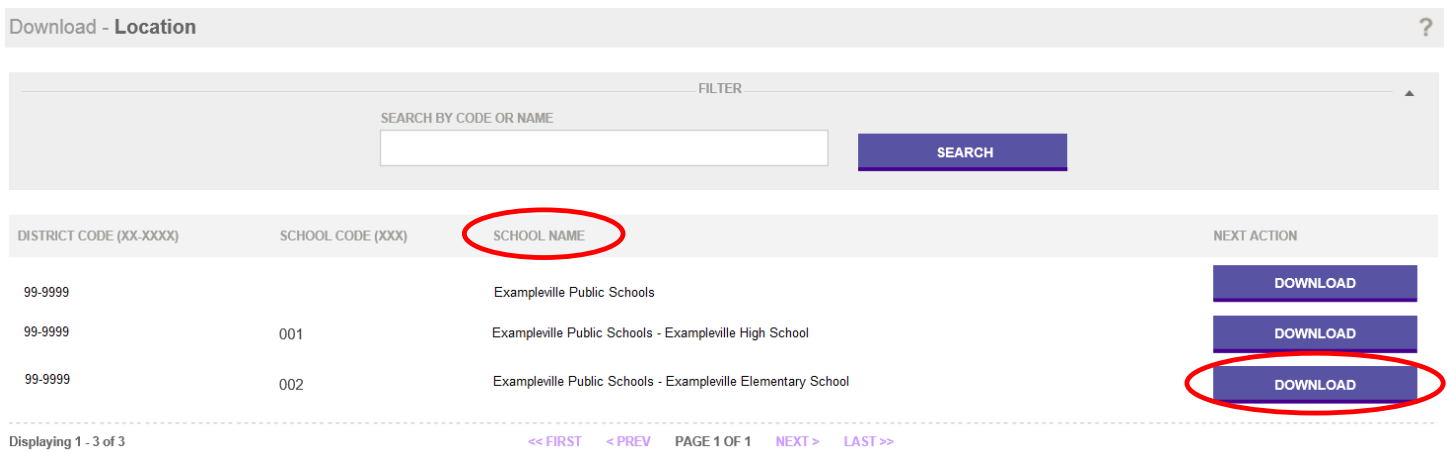 Download - Location ?
FILTER
SEARCH BY CODE OR NAME
SEARCH
DISTRICT CODE (XX-XXXX) SCHOOL CODE (XXX) SCHOOL NAME NEXT ACTION
99-9999 Exampleville Public Schools DOWNLOAD
99-9999 001 Exampleville Public Schools - Exampleville High School DOWNLOAD
99-9999 002 Exampleville Public Schools - Exampleville Elementary School DOWNLOAD
Displaying 1 - 3 of 3 << FIRST < PREV PAGE 1 OF 1 NEXT > LAST >>